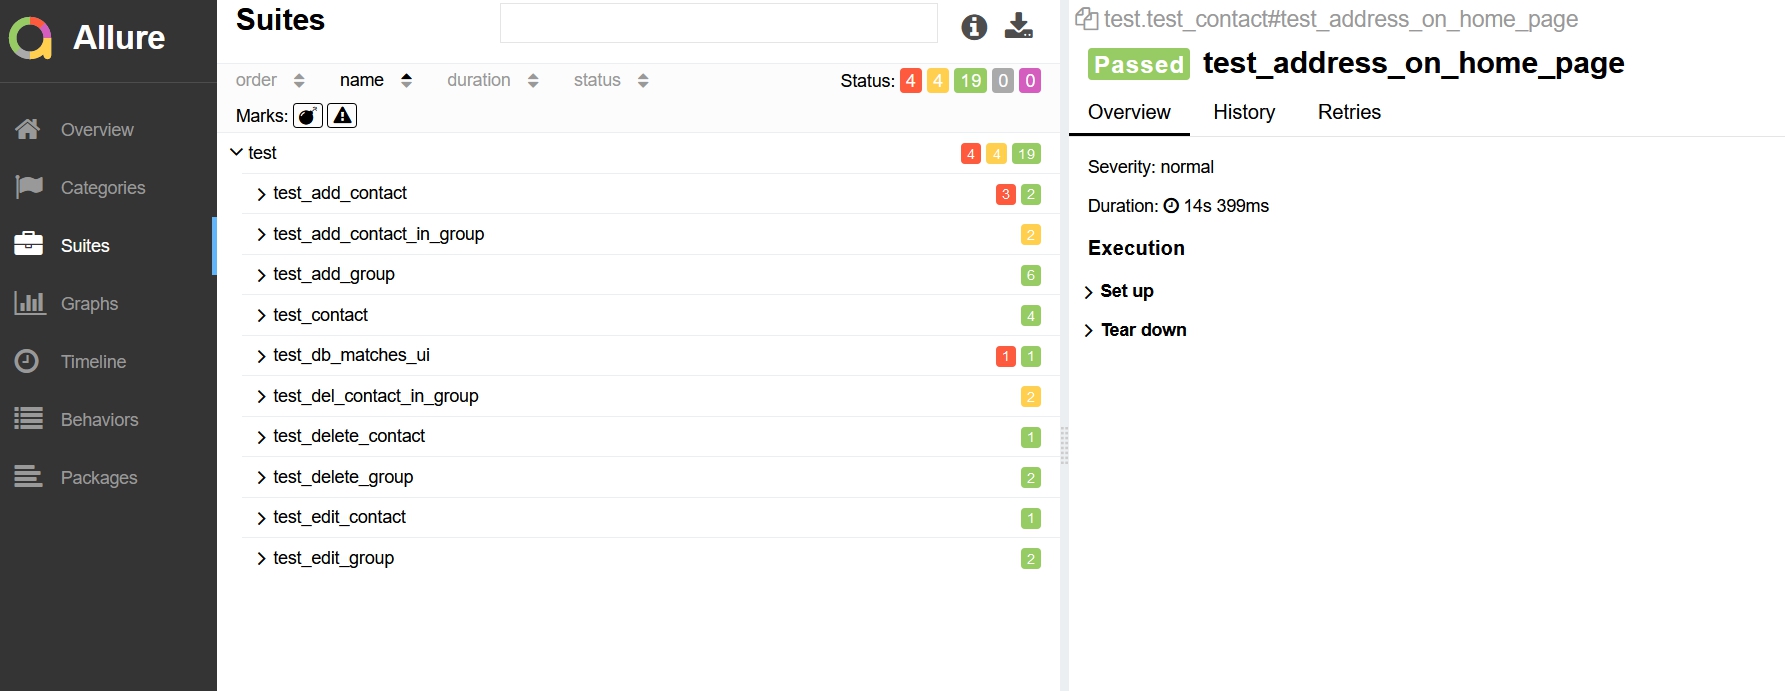 Allure
Overview
Categories
Suites
Graphs
Timeline
Behaviors
Packages
Suites
order name duration status Status: 4 4 19 0 0
Marks:
test 4 4 19
test_add_contact 3 2
test_add_contact_in_group 2
test_add_group 6
test_contact 4
test_db_matches_ui 1 1
test_del_contact_in_group 2
test_delete_contact 1
test_delete_group 2
test_edit_contact 1
test_edit_group 2
test.test_contact#test_address_on_home_page
Passed test_address_on_home_page
Overview History Retries
Severity: normal
Duration: 14s 399ms
Execution
Set up
Tear down